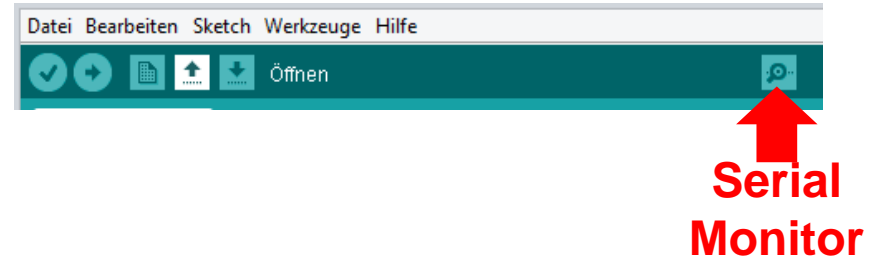 Datei Bearbeiten Sketch Werkzeuge Hilfe
Öffnen
Serial
Monitor